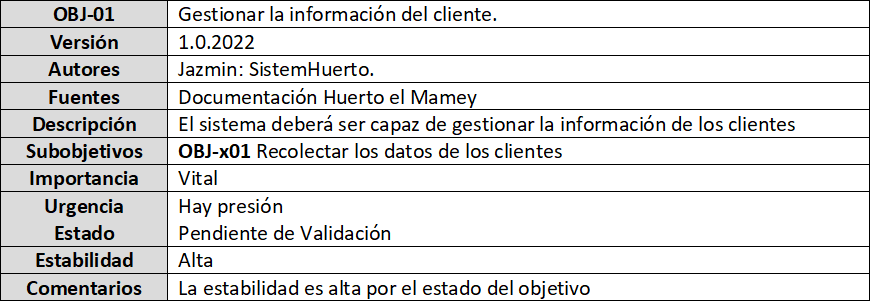 OBJ-01 Gestionar la información del cliente.
Versión 1.0.2022
Autores Jazmin: SistemHuerto.
Fuentes Documentación Huerto el Mamey
Descripción El sistema deberá ser capaz de gestionar la información de los clientes
Subobjetivos OBJ-x01 Recolectar los datos de los clientes
Importancia Vital
Urgencia Hay presión
Estado Pendiente de Validación
Estabilidad Alta
Comentarios La estabilidad es alta por el estado del objetivo